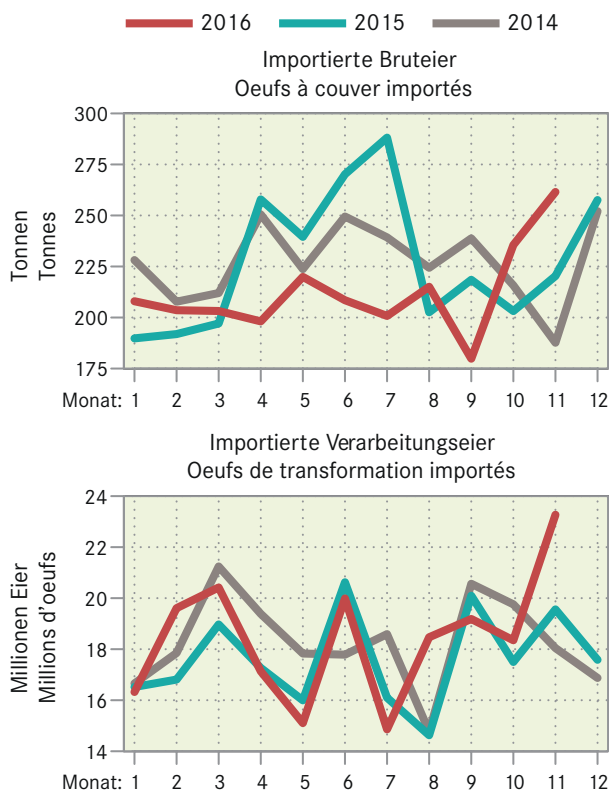 2016 2015 2014
Importierte Bruteier
Oeufs à couver importés
Tonnen
Tonnes
300
275
250
225
200
175
Monat: 1 2 3 4 5 6 7 8 9 10 11 12
Importierte Verarbeitungseier
Oeufs de transformation importés
Millionen Eier
Millions d'oeufs
24
22
20
18
16
14
Monat: 1 2 3 4 5 6 7 8 9 10 11 12